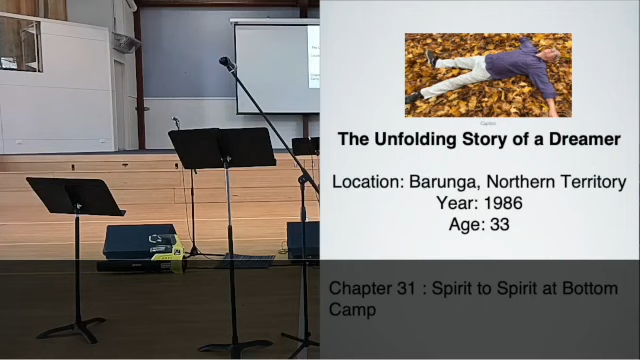 Caption
The Unfolding Story of a Dreamer
Location: Barunga, Northern Territory
Year: 1986
Age: 33
Chapter 31 : Spirit to Spirit at Bottom
Camp